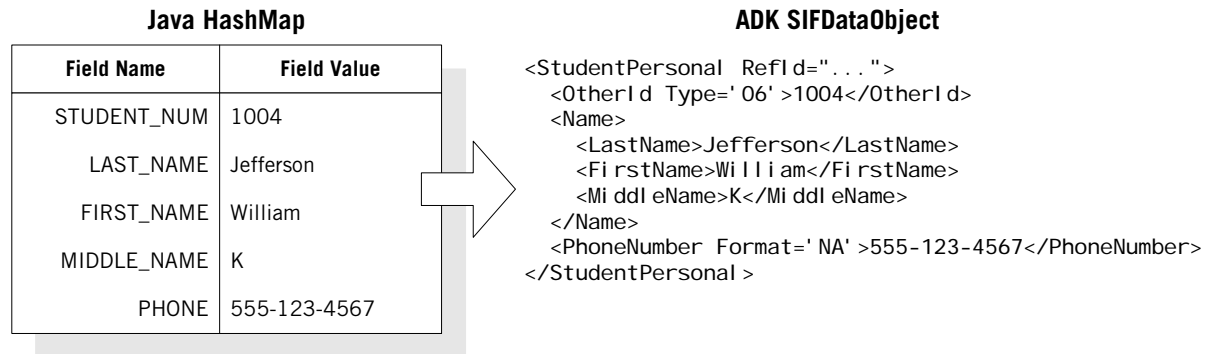 Java HashMap
Field Name Field Value
STUDENT_NUM 1004
LAST_NAME Jefferson
FIRST_NAME William
MIDDLE_NAME K
PHONE 555-123-4567
ADK SIFDataObject
<StudentPersonal RefId="...">
<OtherId Type='06'>1004</OtherId>
<Name>
<LastName>Jefferson</LastName>
<FirstName>William</FirstName>
<MiddleName>K</MiddleName>
</Name>
<PhoneNumber Format='NA'>555-123-4567</PhoneNumber>
</StudentPersonal>